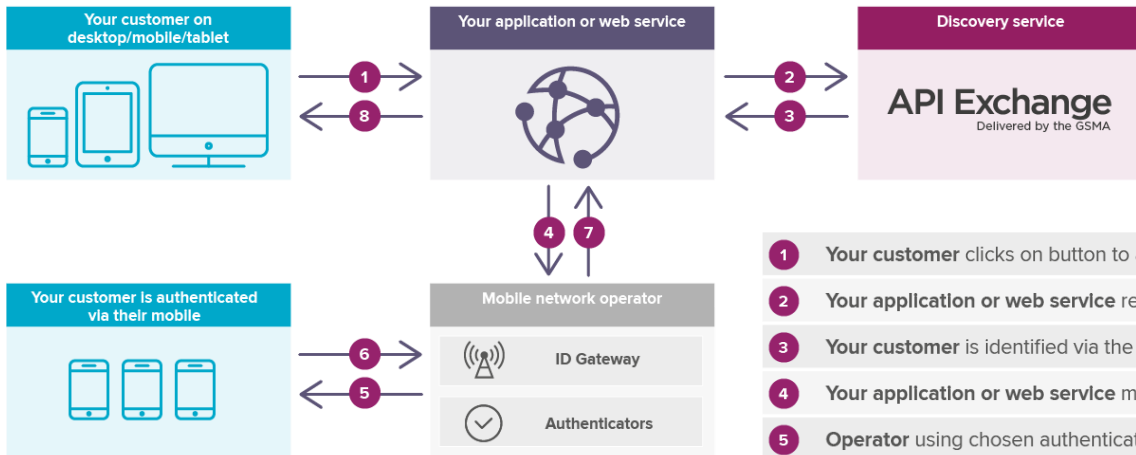 Your customer on
desktop/mobile/tablet
Your application or web service
Discovery service
1
8
2
3
API Exchange
Delivered by the GSMA
4
7
Your customer is authenticated
via their mobile
Mobile network operator
6
5
ID Gateway
Authenticators
1 Your customer clicks on button to
2 Your application or web service re
3 Your customer is identified via the
4 Your application or web service m
5 Operator using chosen authenticat